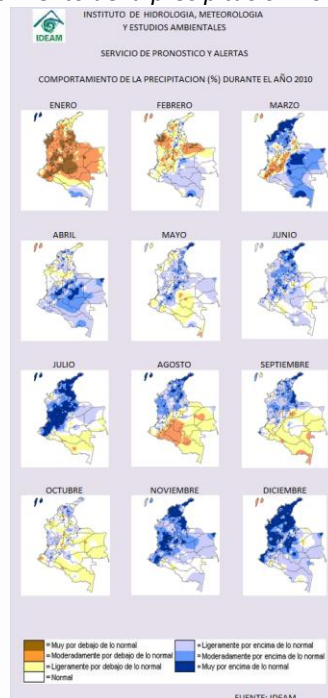 INSTITUTO DE HIDROLOGIA, METEOROLOGIA
Y ESTUDIOS AMBIENTALES
IDEAM
SERVICIO DE PRONOSTICO Y ALERTAS
COMPORTAMIENTO DE LA PRECIPITACION (%) DURANTE EL AÑO 2010
ENERO
FEBRERO
MARZO
ABRIL
MAYO
JUNIO
JULIO
AGOSTO
SEPTIEMBRE
OCTUBRE
NOVIEMBRE
DICIEMBRE
= Muy por debajo de lo normal
= Moderadamente por debajo de lo normal
= Ligeramente por debajo de lo normal
= Normal
= Ligeramente por encima de lo normal
= Moderadamente por encima de lo normal
= Muy por encima de lo normal
FUENTE: IDEAM